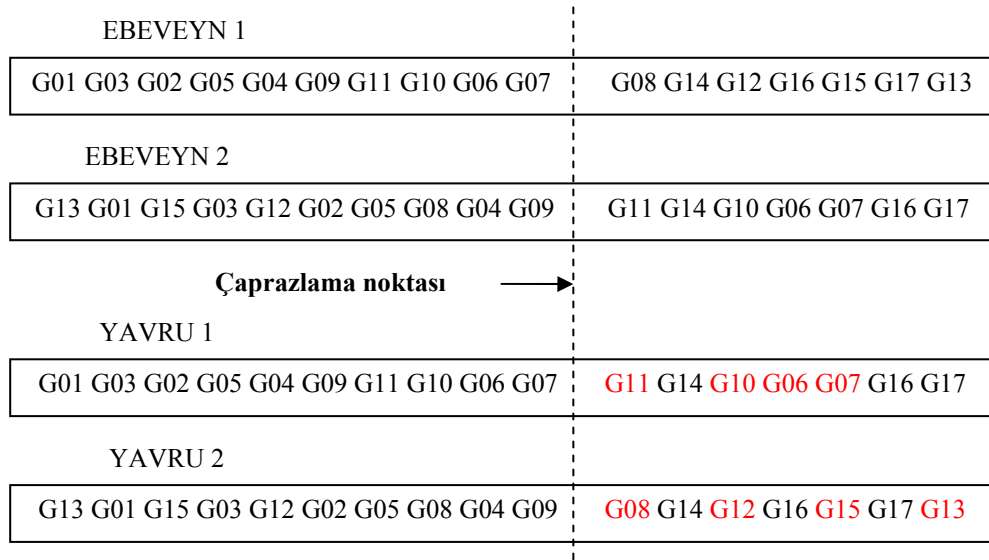 EBEVEYN 1
G01 G03 G02 G05 G04 G09 G11 G10 G06 G07 G08 G14 G12 G16 G15 G17 G13
EBEVEYN 2
G13 G01 G15 G03 G12 G02 G05 G08 G04 G09 G11 G14 G10 G06 G07 G16 G17
Çaprazlama noktası
YAVRU 1
G01 G03 G02 G05 G04 G09 G11 G10 G06 G07 G11 G14 G10 G06 G07 G16 G17
YAVRU 2
G13 G01 G15 G03 G12 G02 G05 G08 G04 G09 G08 G14 G12 G16 G15 G17 G13